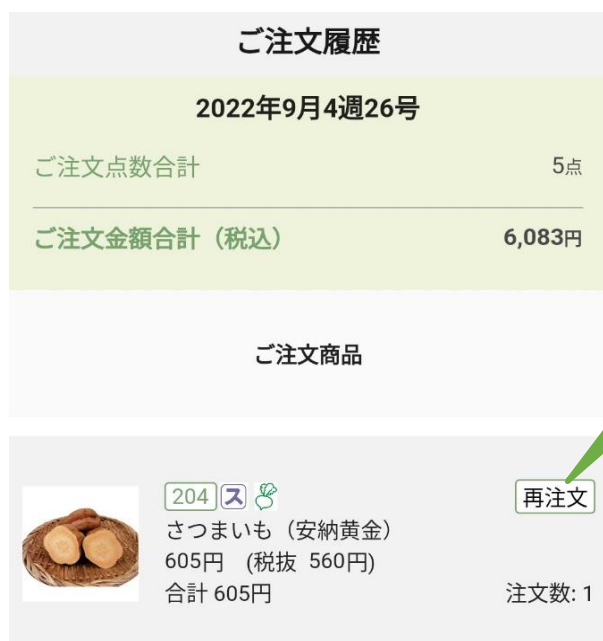 ご注文履歴
2022年9月4週26号
ご注文点数合計 5点
ご注文金額合計（税込） 6,083円
ご注文商品
204 ス 再注文
さつまいも（安納黄金）
605円 (税抜 560円)
合計 605円 注文数: 1